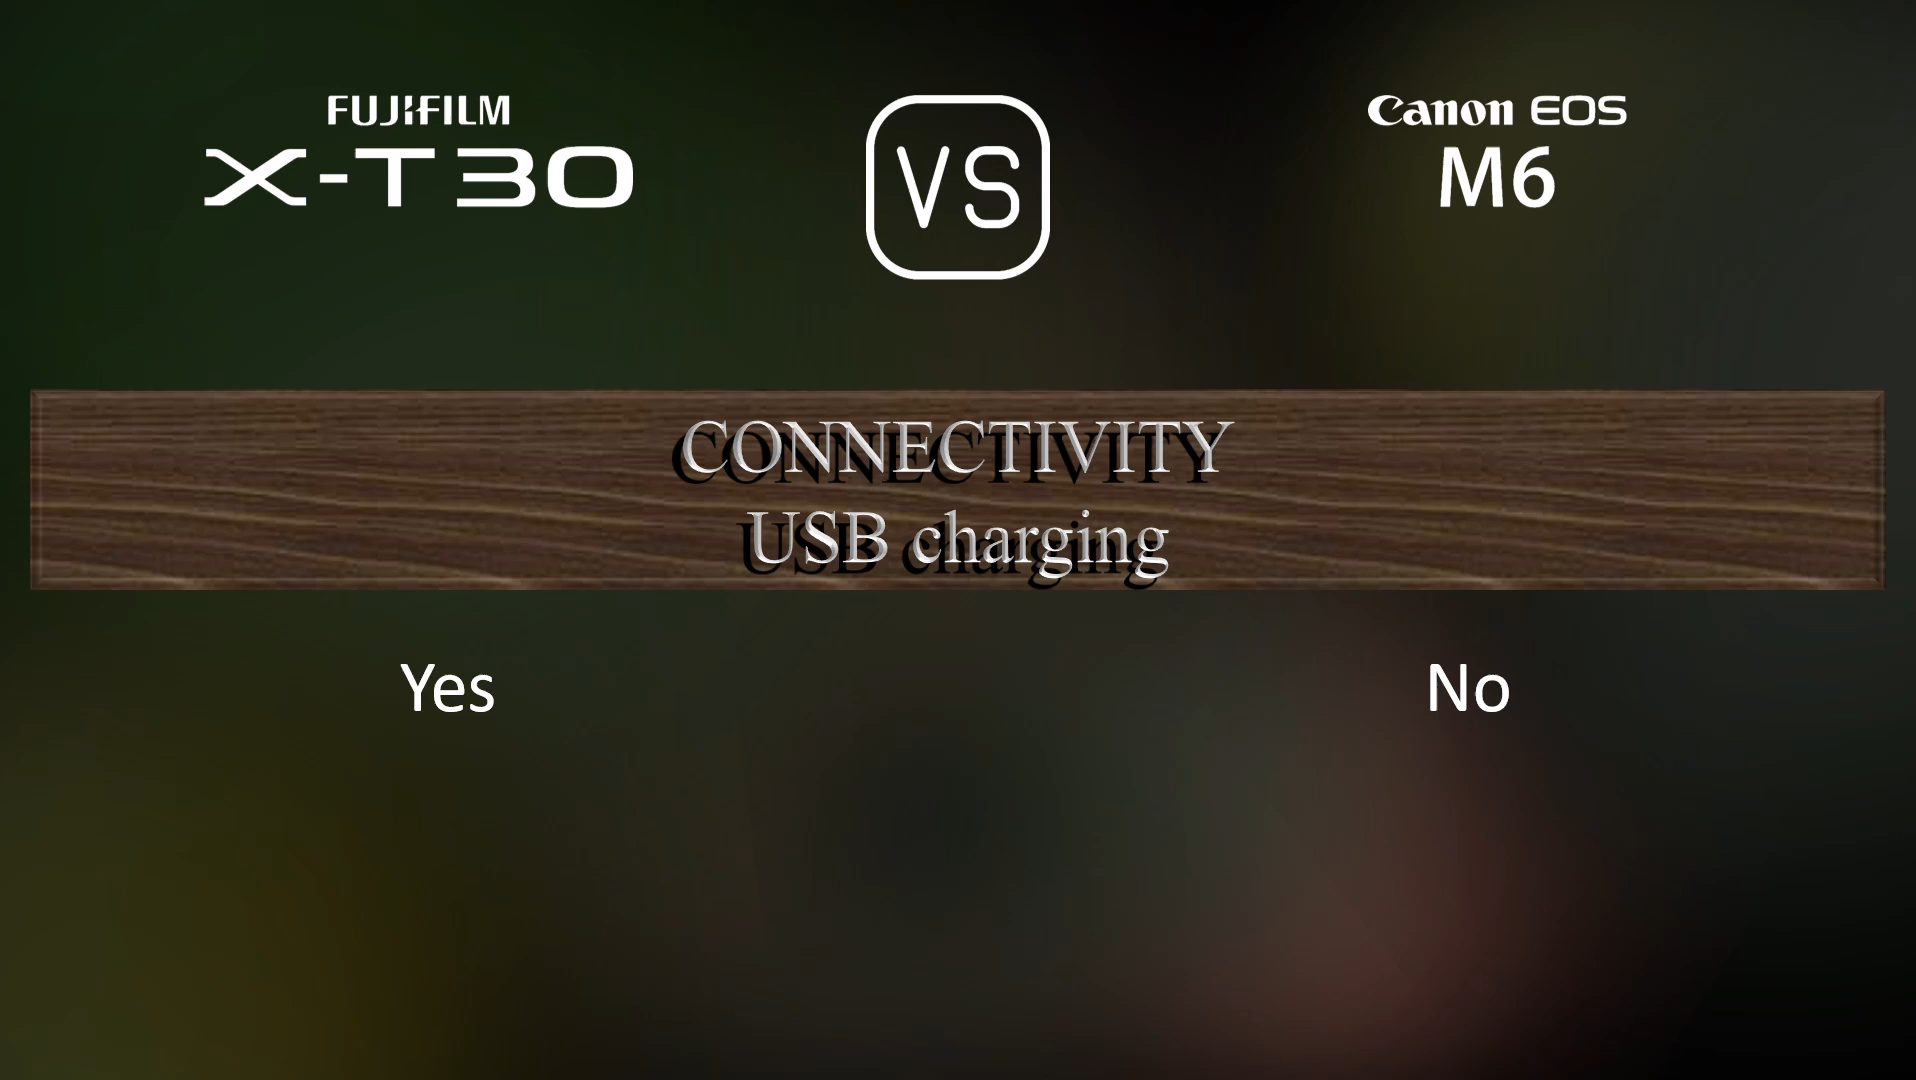 FUJIFILM
X-T30
VS
Canon EOS
M6
CONNECTIVITY
USB charging
Yes
No